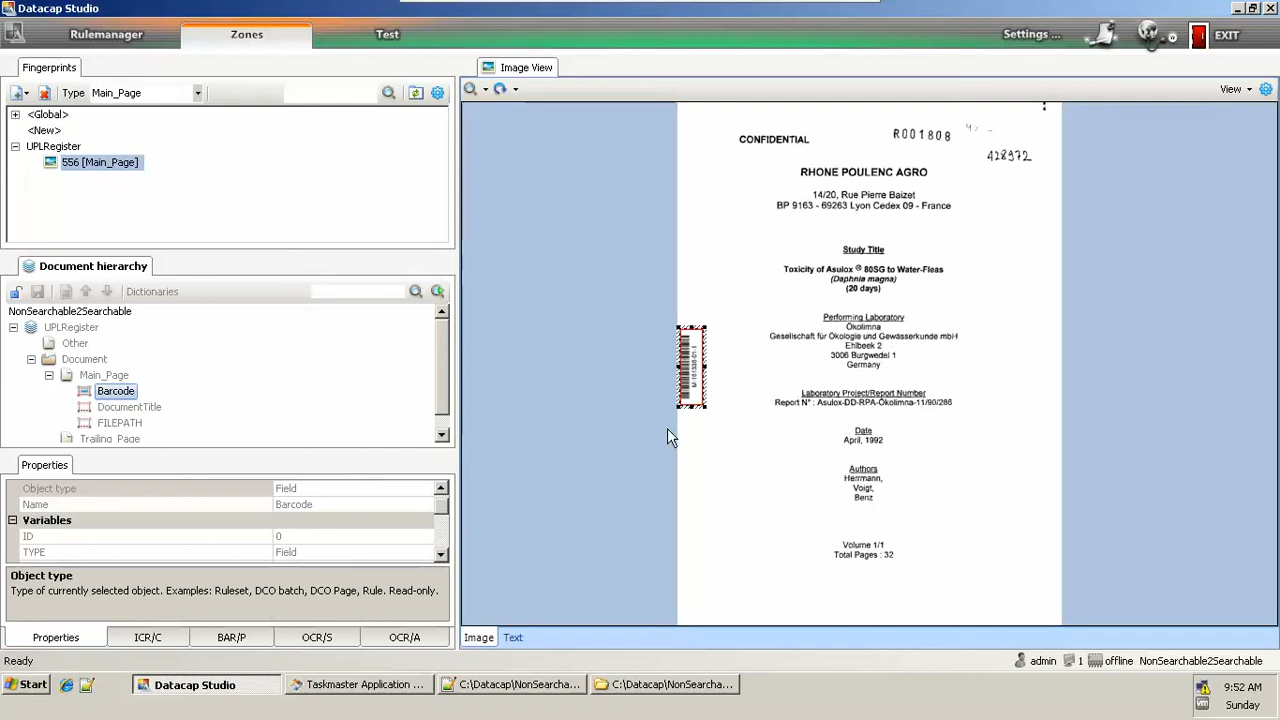 Datacap Studio
Rulemanager
Zones
Test
Settings ...
EXIT
Fingerprints
Type Main_Page
<Global>
<New>
UPLRegister
556 [Main_Page]
Document hierarchy
Dictionaries
NonSearchable2Searchable
UPLRegister
Other
Document
Main_Page
Barcode
DocumentTitle
FILEPATH
Trailing_Page
Properties
Object type Field
Name Barcode
Variables
ID 0
TYPE Field
Object type
Type of currently selected object. Examples: Ruleset, DCO batch, DCO Page, Rule. Read-only.
Properties ICR/C BAR/P OCR/S OCR/A
Image View
View
CONFIDENTIAL
R001808
428972
RHONE POULENC AGRO
14/20, Rue Pierre Baizet
BP 9163 - 69263 Lyon Cedex 09 - France
Study Title
Toxicity of Asulox ® 80SG to Water-Fleas
(Daphnia magna)
(20 days)
Performing Laboratory
Ökolimna
Gesellschaft für Ökologie und Gewässerkunde mbH
Ehlbeek 2
3006 Burgwedel 1
Germany
Laboratory Project/Report Number
Report N° : Asulox-DD-RPA-Ökolimna-11/90/286
Date
April, 1992
Authors
Herrmann,
Voigt,
Benz
Volume 1/1
Total Pages : 32
Image Text
Ready
admin 1 offline NonSearchable2Searchable
Start
Datacap Studio
Taskmaster Application ...
C:\Datacap\NonSearcha...
C:\Datacap\NonSearcha...
9:52 AM
Sunday